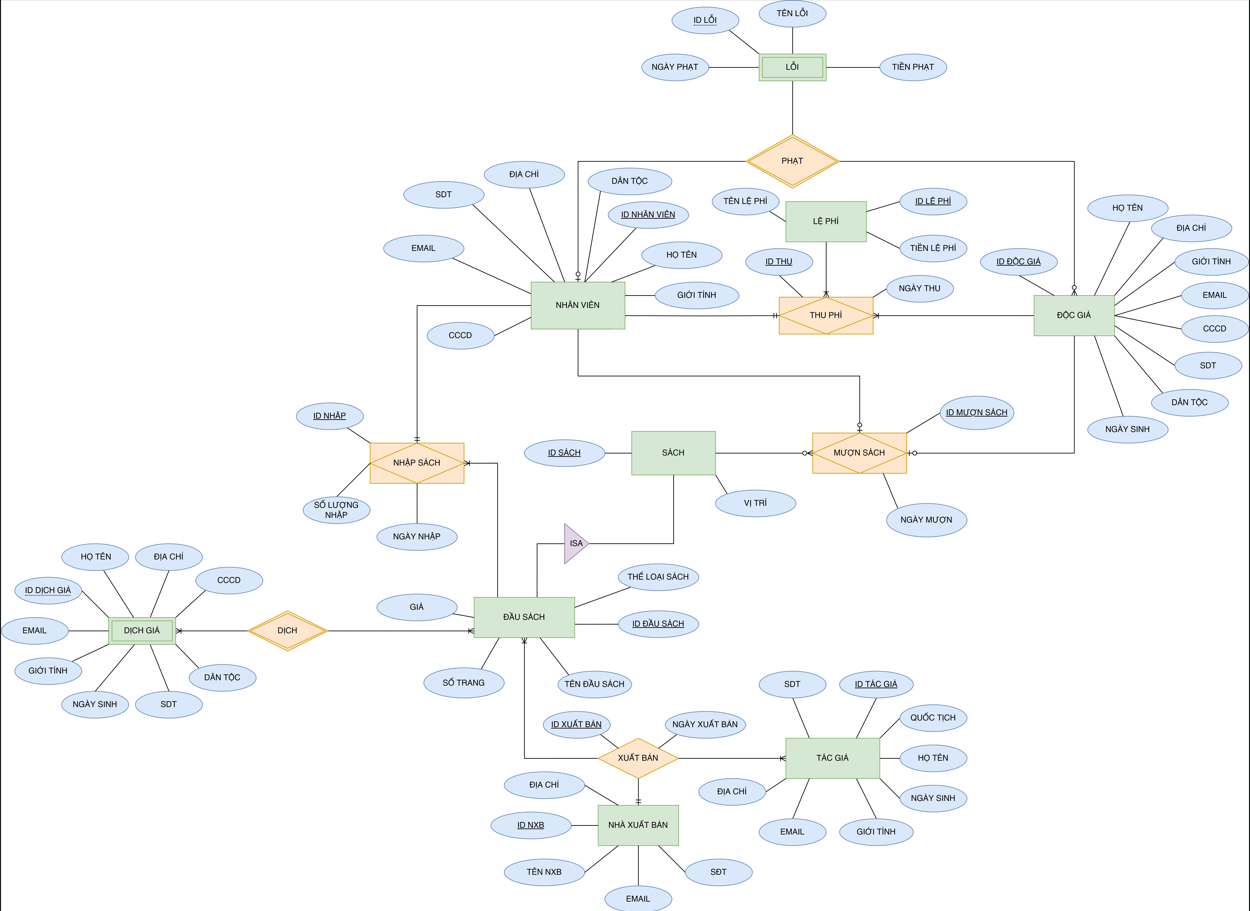 TÊN LỖI
ID LỖI
NGÀY PHẠT
LỖI
TIỀN PHẠT
PHẠT
ĐỊA CHỈ
DÂN TỘC
SDT
ID NHÂN VIÊN
EMAIL
HỌ TÊN
NHÂN VIÊN
GIỚI TÍNH
CCCD
TÊN LỆ PHÍ
ID LỆ PHÍ
LỆ PHÍ
TIỀN LỆ PHÍ
ID THU
NGÀY THU
THU PHÍ
HỌ TÊN
ĐỊA CHỈ
ID ĐỘC GIẢ
GIỚI TÍNH
EMAIL
ĐỘC GIẢ
CCCD
SDT
DÂN TỘC
NGÀY SINH
ID NHẬP
NHẬP SÁCH
SỐ LƯỢNG
NHẬP
NGÀY NHẬP
ID SÁCH
SÁCH
VỊ TRÍ
MƯỢN SÁCH
ID MƯỢN SÁCH
NGÀY MƯỢN
ISA
HỌ TÊN
ĐỊA CHỈ
CCCD
ID DỊCH GIẢ
EMAIL
DỊCH GIẢ
DỊCH
GIỚI TÍNH
DÂN TỘC
NGÀY SINH
SDT
THỂ LOẠI SÁCH
GIÁ
ĐẦU SÁCH
ID ĐẦU SÁCH
SỐ TRANG
TÊN ĐẦU SÁCH
ID XUẤT BẢN
NGÀY XUẤT BẢN
XUẤT BẢN
SDT
ID TÁC GIẢ
QUỐC TỊCH
TÁC GIẢ
HỌ TÊN
ĐỊA CHỈ
NGÀY SINH
EMAIL
GIỚI TÍNH
ĐỊA CHỈ
ID NXB
NHÀ XUẤT BẢN
TÊN NXB
SĐT
EMAIL